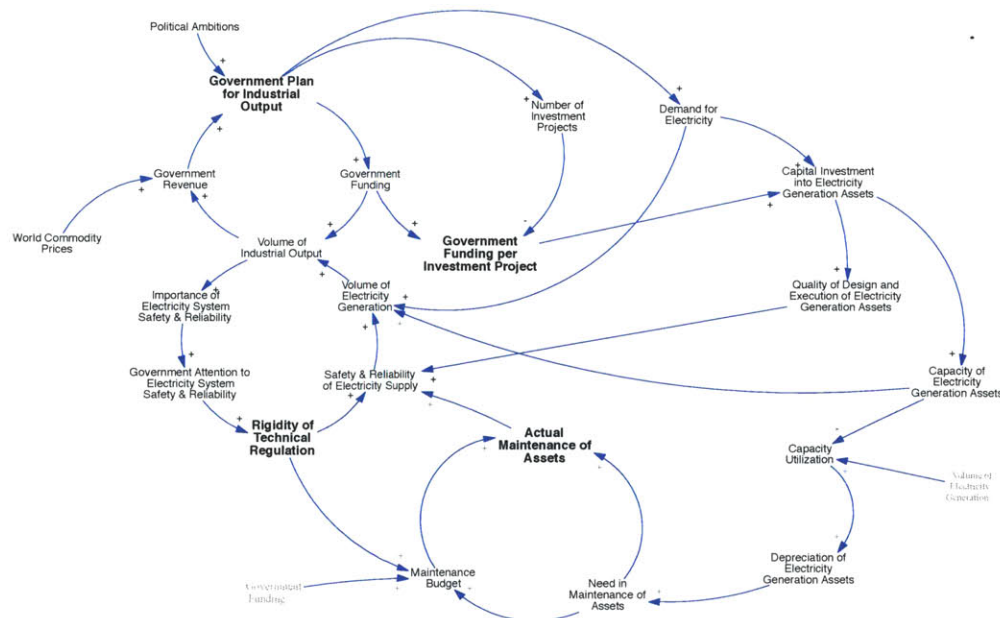 Political Ambitions
Government Plan
for Industrial
Output
Number of
Investment
Projects
Demand for
Electricity
Government
Revenue
Government
Funding
Capital Investment
into Electricity
Generation Assets
World Commodity
Prices
Volume of
Industrial Output
Government
Funding per
Investment Project
Importance of
Electricity System
Safety & Reliability
Volume of
Electricity
Generation
Quality of Design and
Execution of Electricity
Generation Assets
Government Attention to
Electricity System
Safety & Reliability
Safety & Reliability
of Electricity Supply
Capacity of
Electricity
Generation Assets
Rigidity of
Technical
Regulation
Actual
Maintenance of
Assets
Capacity
Utilization
Volume of
Electricity
Generation
Maintenance
Budget
Government
Funding
Need in
Maintenance of
Assets
Depreciation of
Electricity
Generation Assets